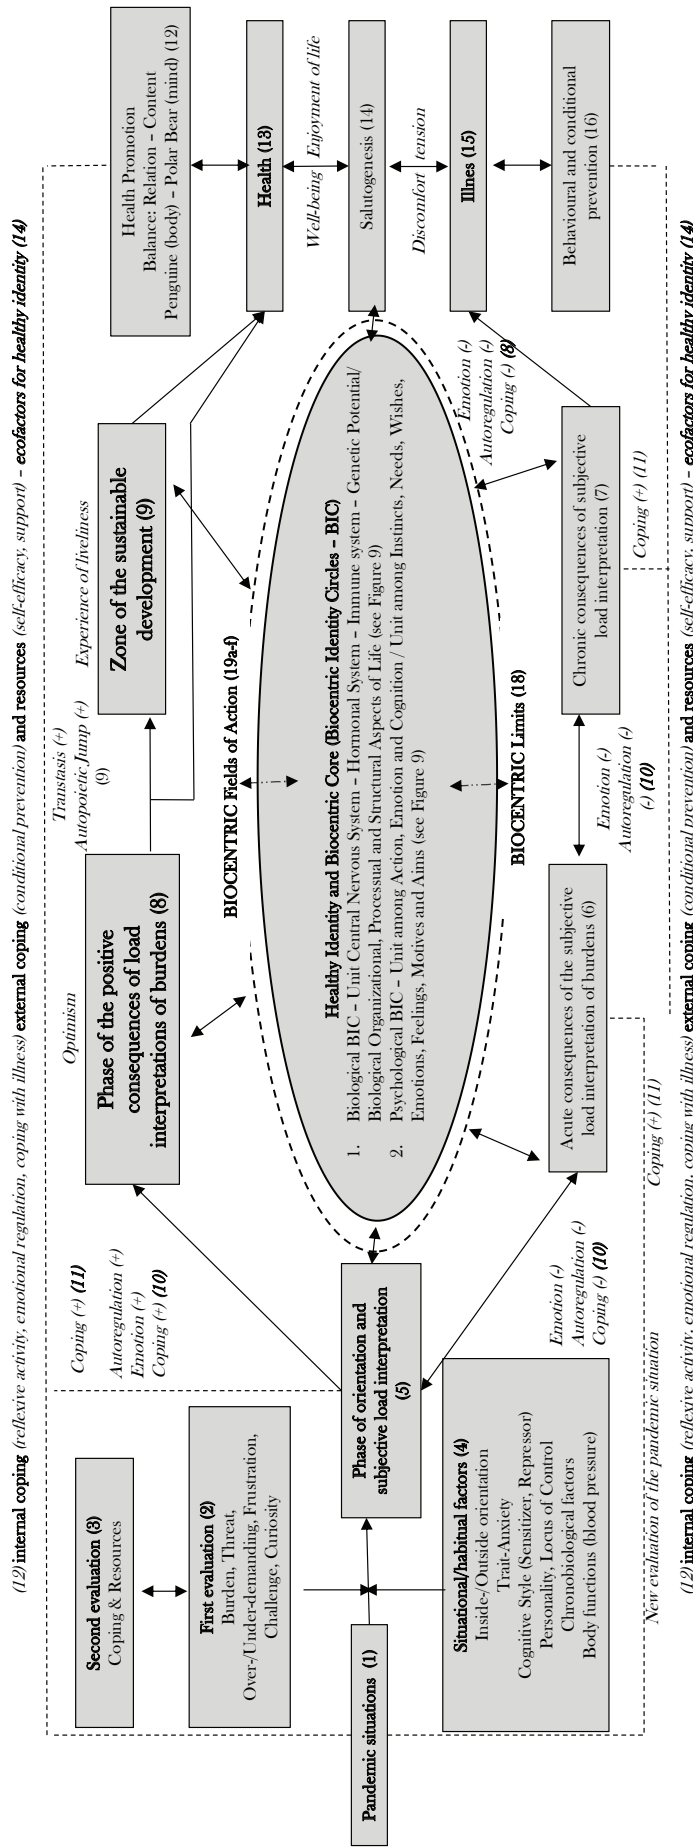 (12) internal coping (reflexive activity, emotional regulation, coping with illness) external coping (conditional prevention) and resources (self-efficacy, support) – ecofactors for healthy identity (14)
Second evaluation (3)
Coping & Resources
First evaluation (2)
Burden, Threat,
Over-/Under-demanding, Frustration,
Challenge, Curiosity
Pandemic situations (1)
Situational/habitual factors (4)
Inside-/Outside orientation
Trait-Anxiety
Cognitive Style (Sensitizer, Repressor)
Personality, Locus of Control
Chronobiological factors
Body functions (blood pressure)
New evaluation of the pandemic situation
Coping (+) (11)
Autoregulation (+)
Emotion (+)
Coping (+) (10)
Phase of orientation and
subjective load interpretation
(5)
Emotion (-)
Autoregulation (-)
Coping (-) (10)
Optimism
Phase of the positive
consequences of load
interpretations of burdens (8)
Transtasis (+)
Autopoietic Jump (+)
(9)
Experience of liveliness
Zone of the sustainable
development (9)
BIOCENTRIC Fields of Action (19a-f)
Healthy Identity and Biocentric Core (Biocentric Identity Circles – BIC)
1. Biological BIC – Unit Central Nervous System – Hormonal System – Immune system – Genetic Potential/
Biological Organizational, Processual and Structural Aspects of Life (see Figure 9)
2. Psychological BIC – Unit among Action, Emotion and Cognition / Unit among Instincts, Needs, Wishes,
Emotions, Feelings, Motives and Aims (see Figure 9)
BIOCENTRIC Limits (18)
Acute consequences of the subjective
load interpretation of burdens (6)
Coping (+) (11)
Emotion (-)
Autoregulation (-)
(-) (10)
Chronic consequences of subjective
load interpretation (7)
Coping (+) (11)
Emotion (-)
Autoregulation (-)
Coping (-) (8)
Health Promotion
Balance: Relation – Content
Penguine (body) – Polar Bear (mind) (12)
Health (13)
Well-being Enjoyment of life
Salutogenesis (14)
Discomfort tension
Illnes (15)
Behavioural and conditional
prevention (16)
(12) internal coping (reflexive activity, emotional regulation, coping with illness) external coping (conditional prevention) and resources (self-efficacy, support) – ecofactors for healthy identity (14)